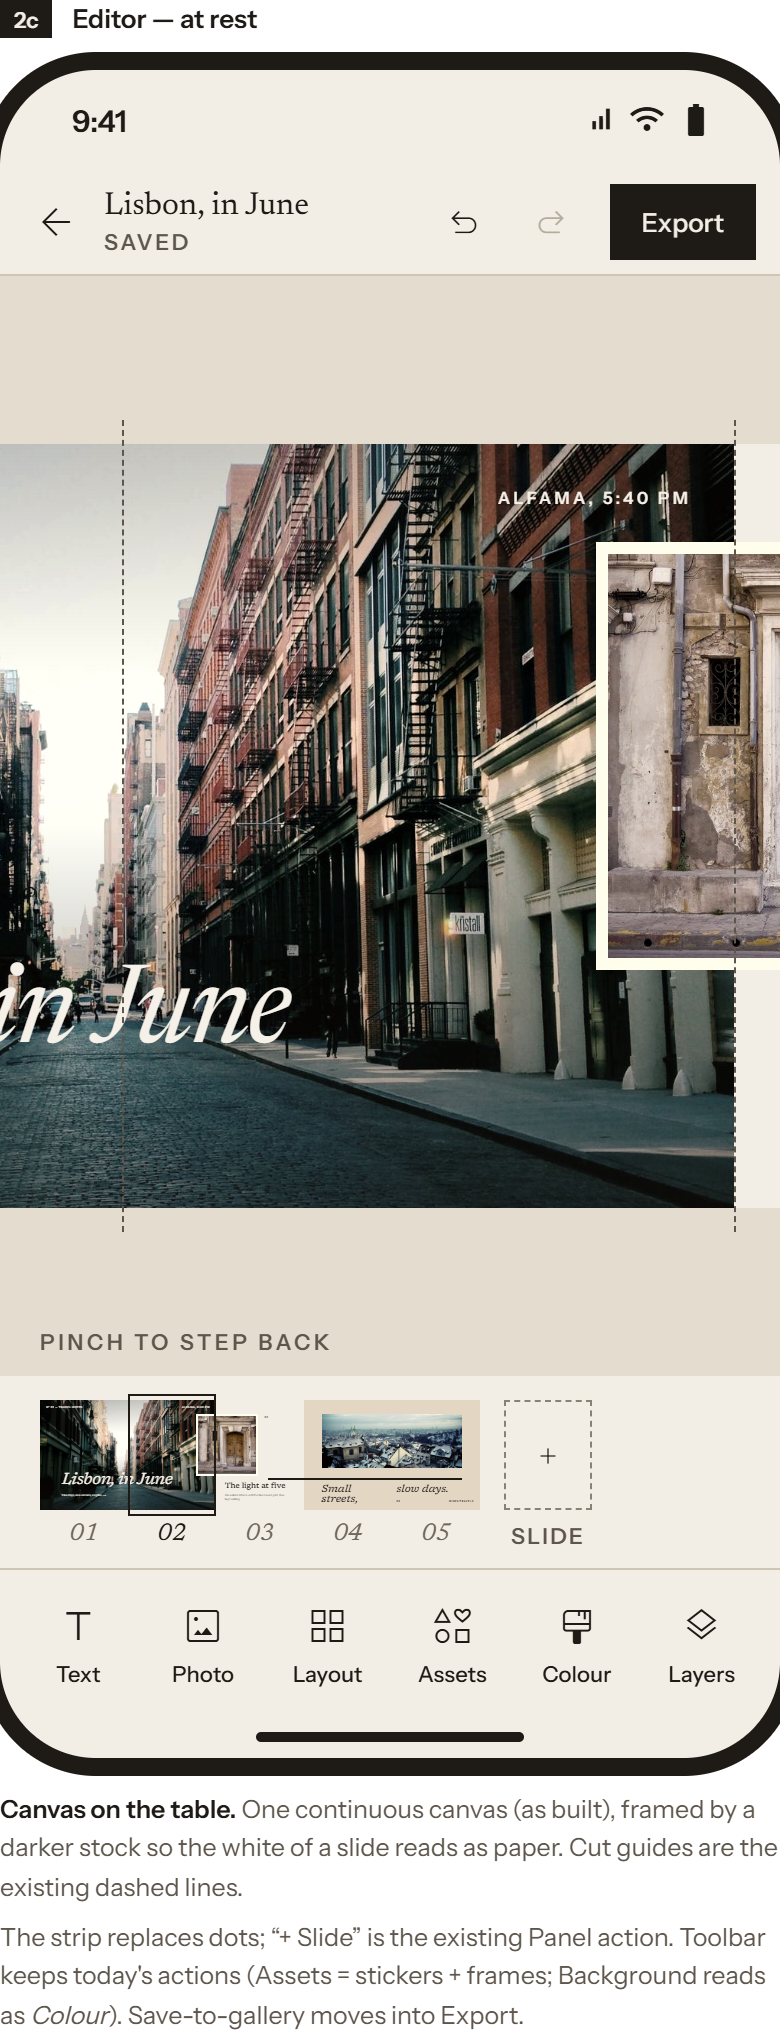 2c Editor — at rest
9:41
Lisbon, in June
SAVED
Export
ALFAMA, 5:40 PM
kristall
in June
PINCH TO STEP BACK
Lisbon, in June
The light at five
Small streets,
slow days.
01 02 03 04 05
SLIDE
Text Photo Layout Assets Colour Layers
Canvas on the table. One continuous canvas (as built), framed by a
darker stock so the white of a slide reads as paper. Cut guides are the
existing dashed lines.
The strip replaces dots; “+ Slide” is the existing Panel action. Toolbar
keeps today's actions (Assets = stickers + frames; Background reads
as Colour). Save-to-gallery moves into Export.